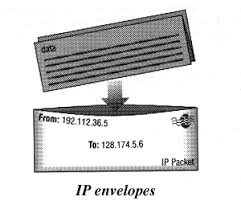 data
From: 192.112.36.5
To: 128.174.5.6
IP Packet
IP envelopes